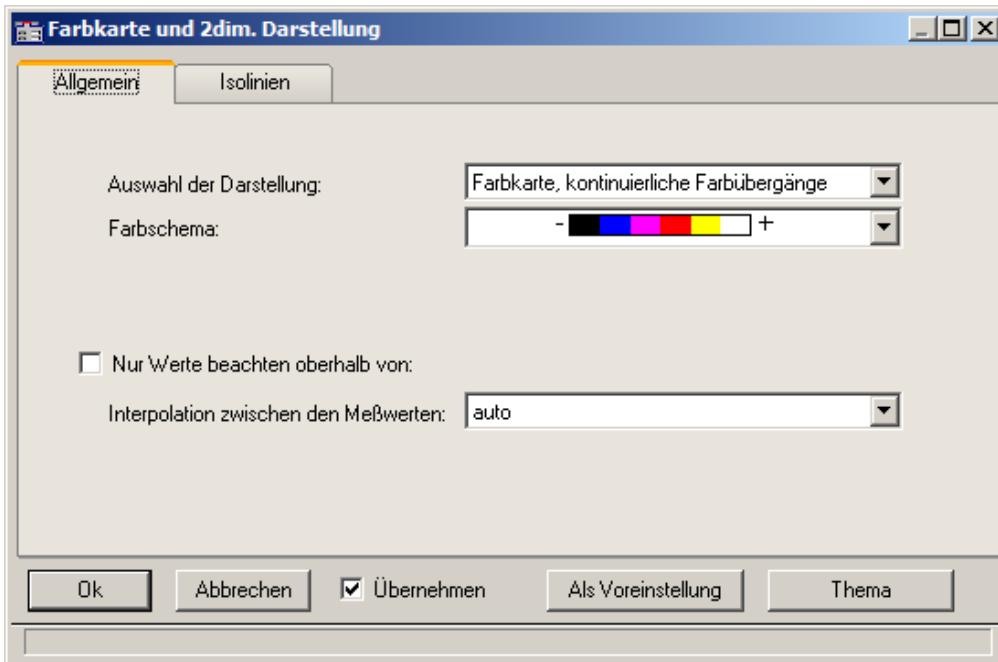 Farbkarte und 2dim. Darstellung
Allgemein Isolinien
Auswahl der Darstellung: Farbkarte, kontinuierliche Farbübergänge
Farbschema: - +
Nur Werte beachten oberhalb von:
Interpolation zwischen den Meßwerten: auto
Ok Abbrechen Übernehmen Als Voreinstellung Thema